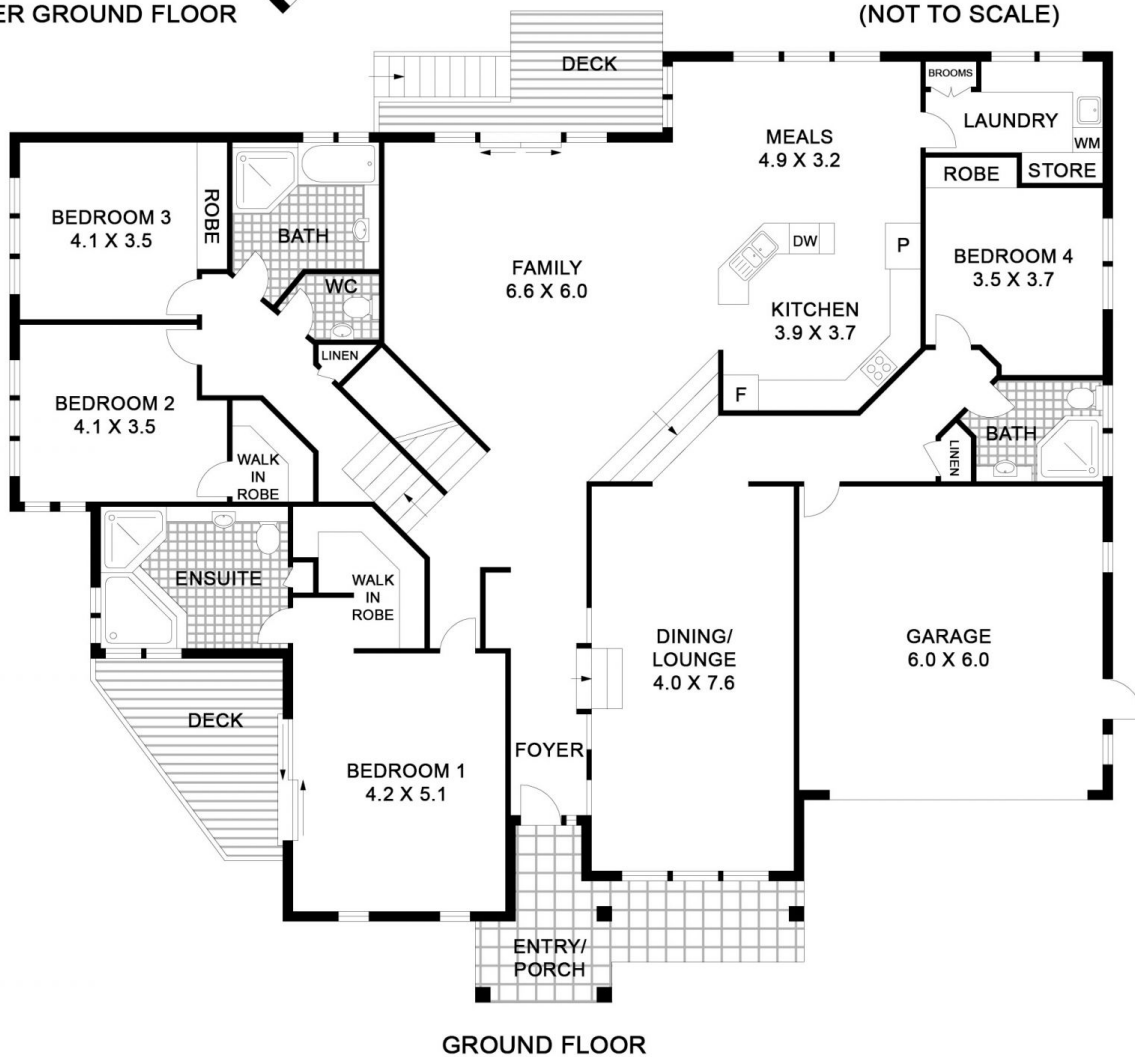 ER GROUND FLOOR
(NOT TO SCALE)
DECK
BROOMS
LAUNDRY
WM
MEALS
4.9 X 3.2
ROBE
STORE
BEDROOM 3
4.1 X 3.5
ROBE
BATH
WC
FAMILY
6.6 X 6.0
DW
P
KITCHEN
3.9 X 3.7
BEDROOM 4
3.5 X 3.7
LINEN
F
BEDROOM 2
4.1 X 3.5
WALK
IN
ROBE
BATH
LINEN
ENSUITE
WALK
IN
ROBE
DINING/
LOUNGE
4.0 X 7.6
GARAGE
6.0 X 6.0
DECK
BEDROOM 1
4.2 X 5.1
FOYER
ENTRY/
PORCH
GROUND FLOOR